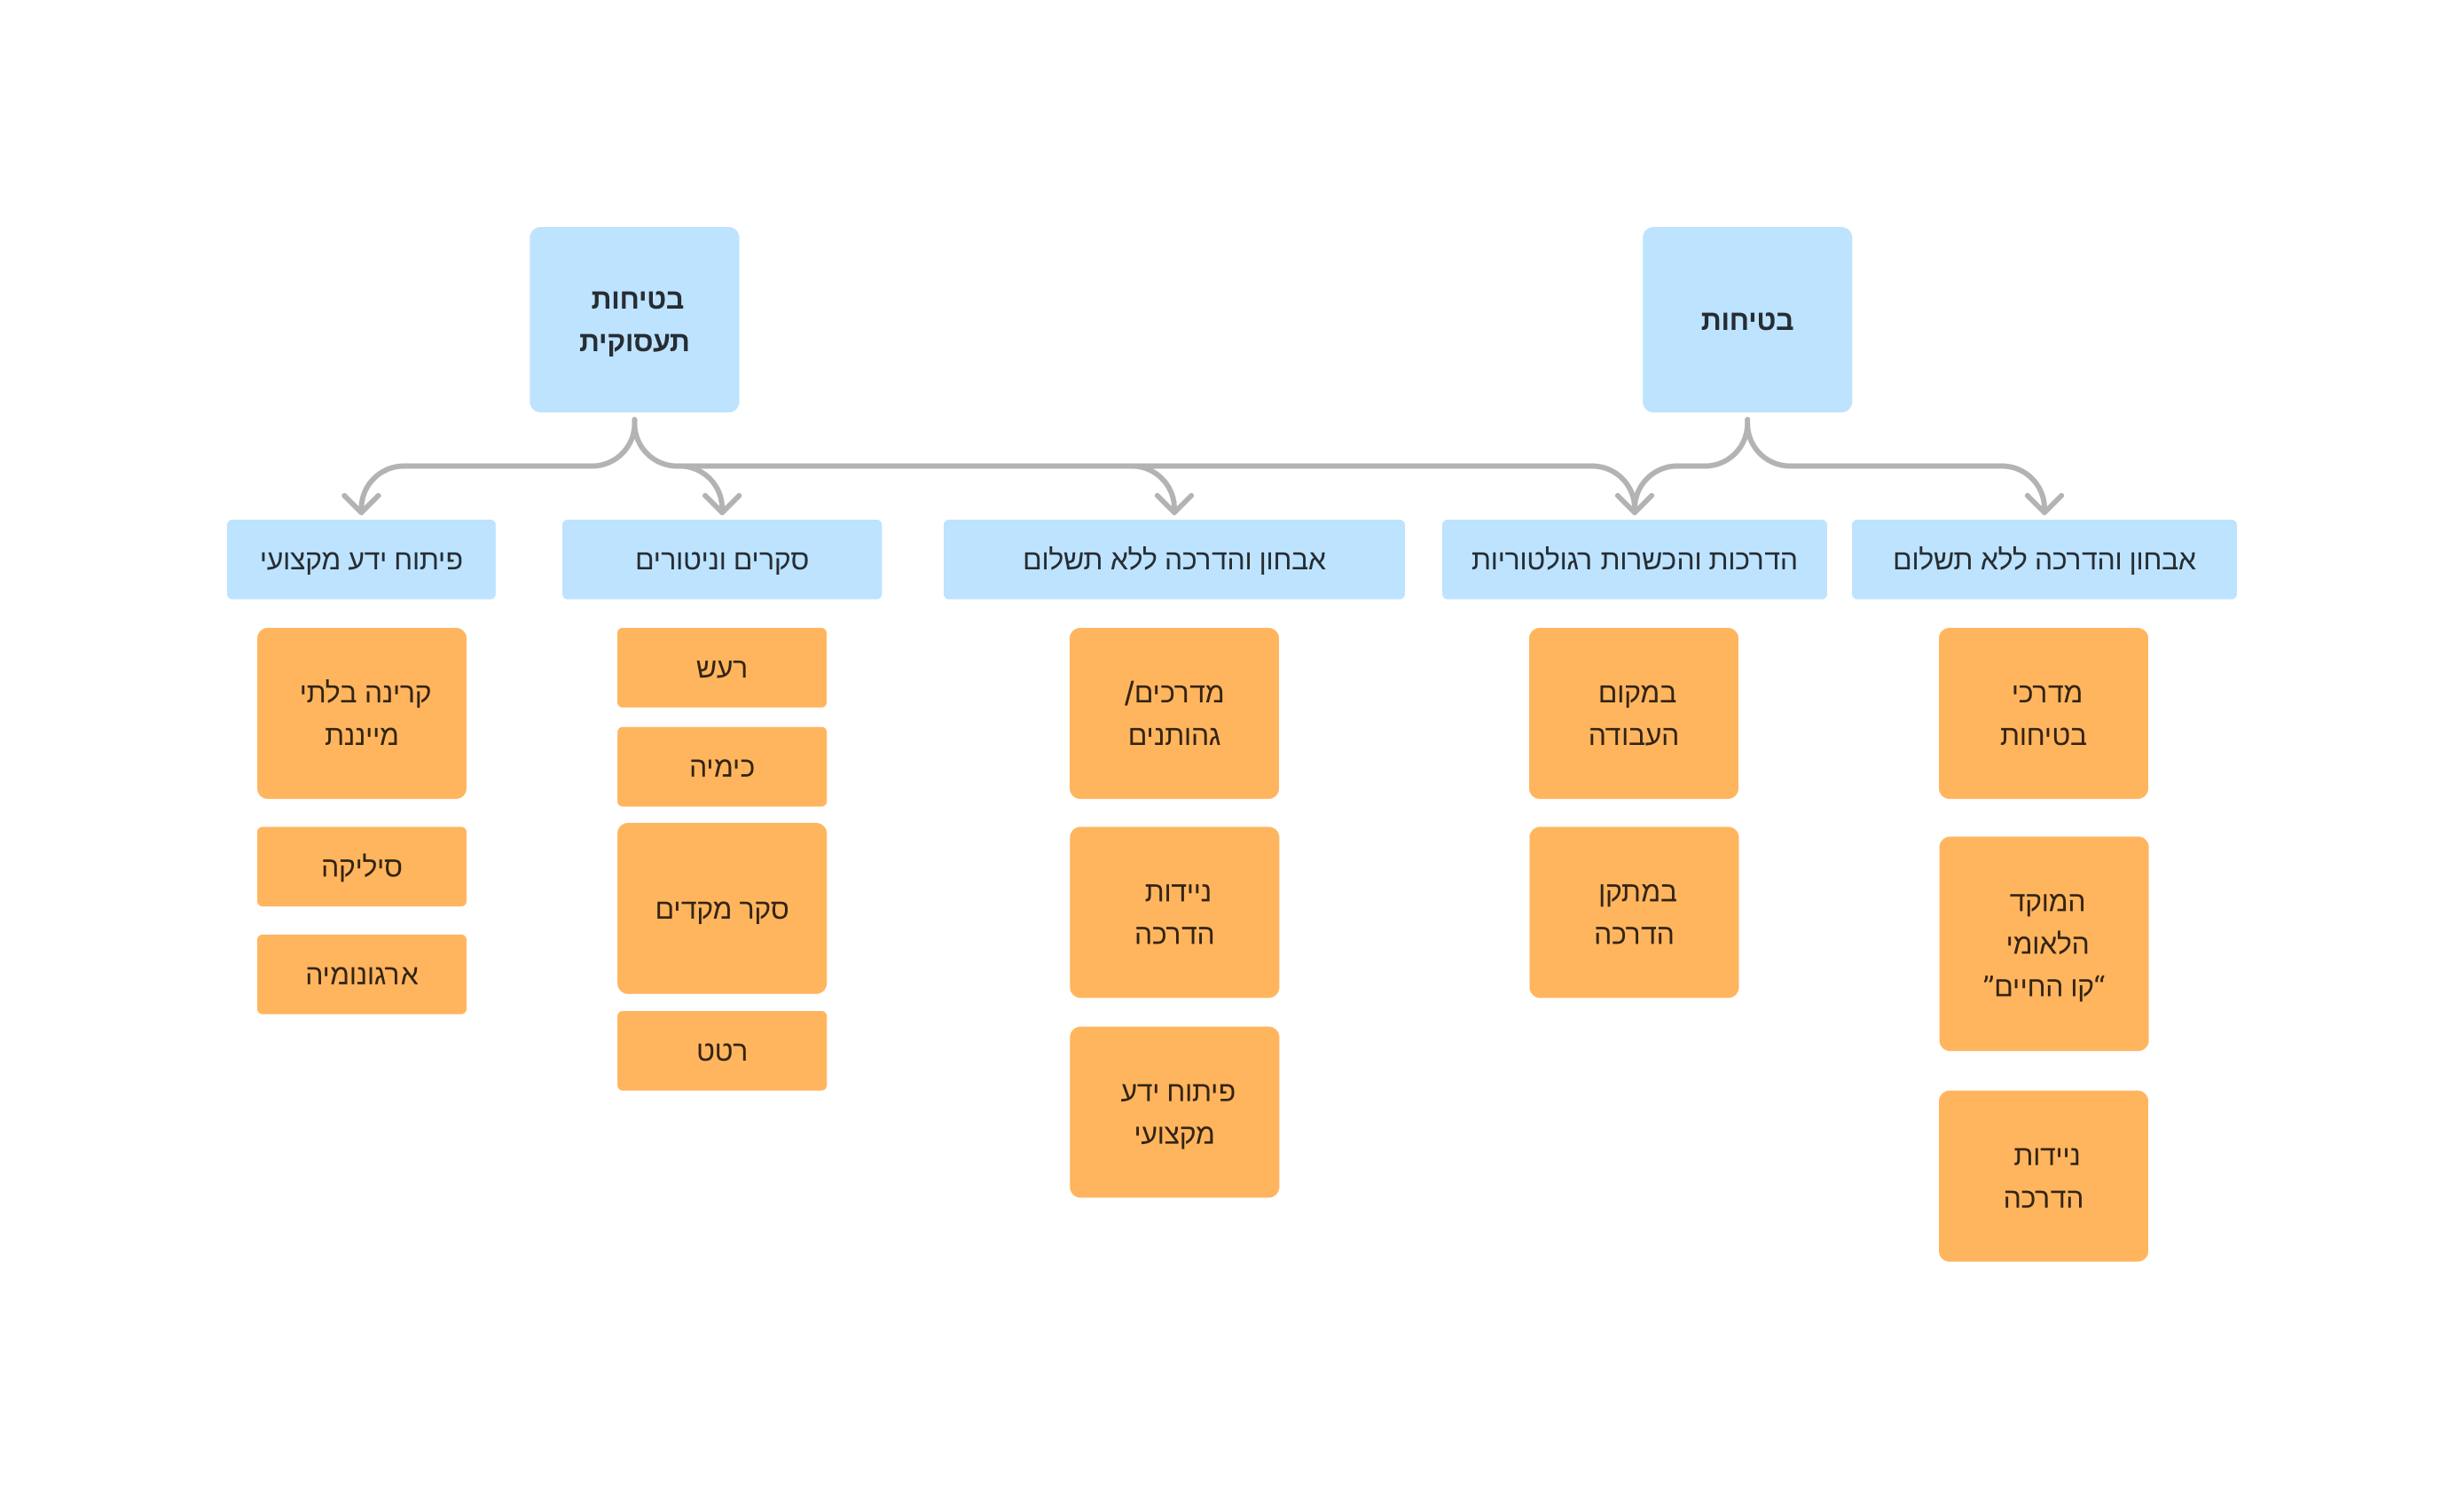 בטיחות
בטיחות
תעסוקית
אבחון והדרכה ללא תשלום
הדרכות והכשרות רגולטוריות
אבחון והדרכה ללא תשלום
סקרים וניטורים
פיתוח ידע מקצועי
מדרכי
בטיחות
המוקד
הלאומי
“קו החיים”
ניידות
הדרכה
במקום
העבודה
במתקן
הדרכה
מדרכים/
גהותנים
ניידות
הדרכה
פיתוח ידע
מקצועי
רעש
כימיה
סקר מקדים
רטט
קרינה בלתי
מייננת
סיליקה
ארגונומיה